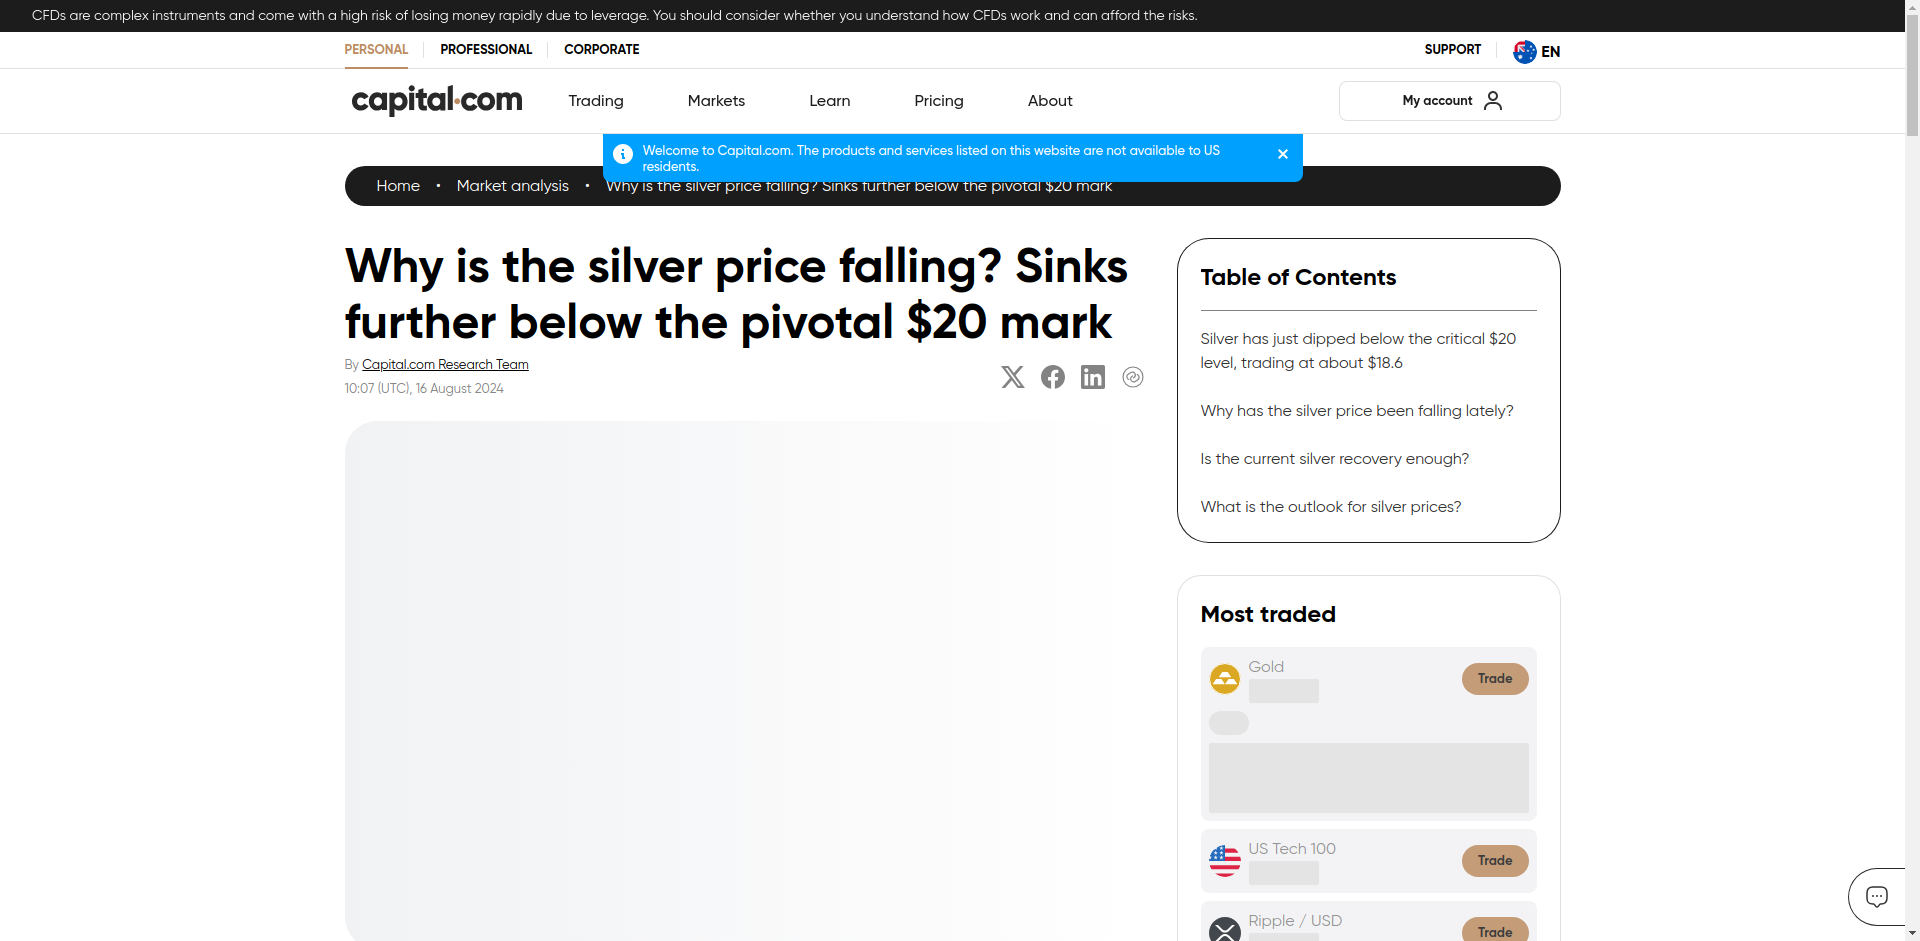 CFDs are complex instruments and come with a high risk of losing money rapidly due to leverage. You should consider whether you understand how CFDs work and can afford the risks.
PERSONAL
PROFESSIONAL
CORPORATE
SUPPORT
EN
capital.com
Trading
Markets
Learn
Pricing
About
My account
Welcome to Capital.com. The products and services listed on this website are not available to US
residents.
Home • Market analysis • Why is the silver price falling? Sinks further below the pivotal $20 mark
Why is the silver price falling? Sinks
further below the pivotal $20 mark
By Capital.com Research Team
10:07 (UTC), 16 August 2024
Table of Contents
Silver has just dipped below the critical $20
level, trading at about $18.6
Why has the silver price been falling lately?
Is the current silver recovery enough?
What is the outlook for silver prices?
Most traded
Gold
Trade
US Tech 100
Trade
Ripple / USD
Trade